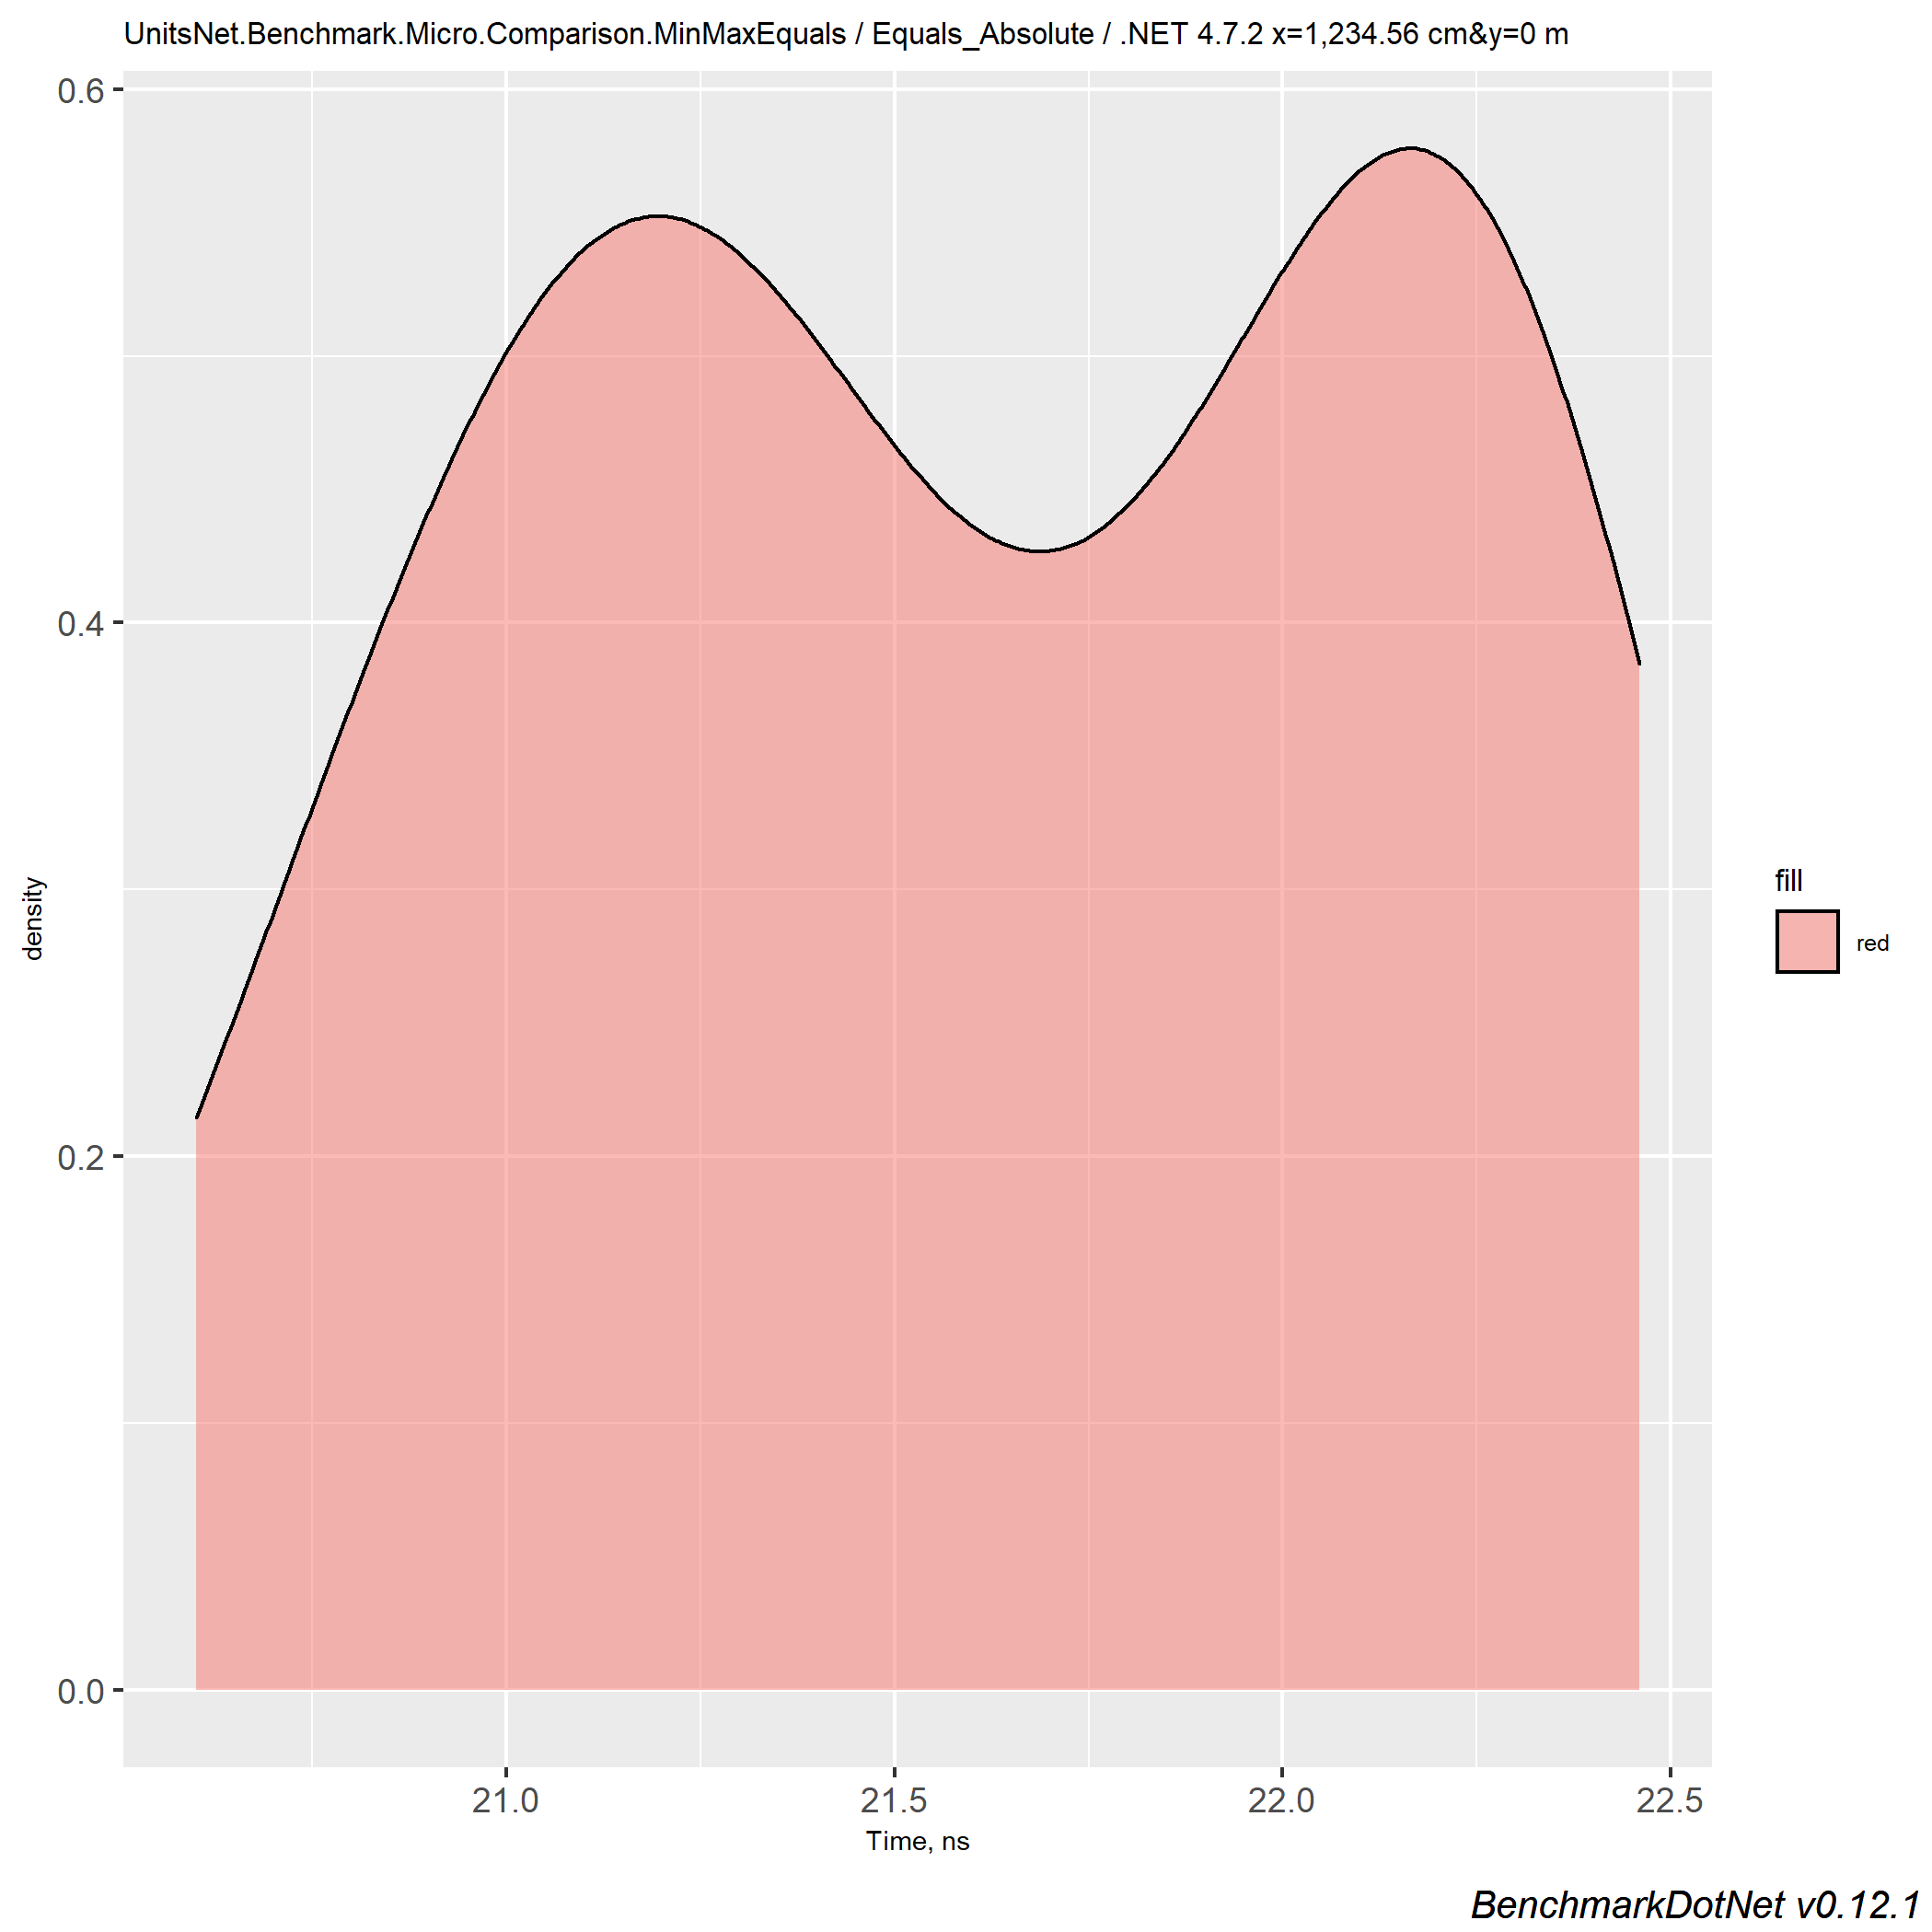 UnitsNet.Benchmark.Micro.Comparison.MinMaxEquals / Equals_Absolute / .NET 4.7.2 x=1,234.56 cm&y=0 m
0.6
0.4
0.2
0.0
density
21.0 21.5 22.0 22.5
Time, ns
fill
red
BenchmarkDotNet v0.12.1